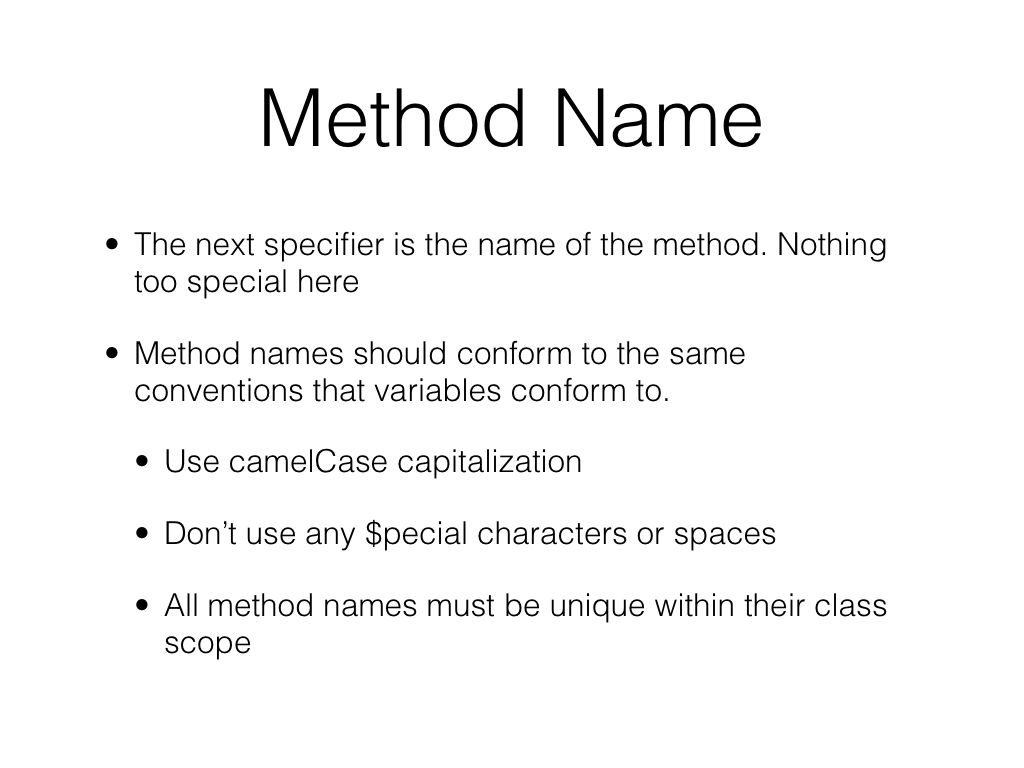 Method Name
• The next specifier is the name of the method. Nothing
too special here
• Method names should conform to the same
conventions that variables conform to.
• Use camelCase capitalization
• Don’t use any $pecial characters or spaces
• All method names must be unique within their class
scope